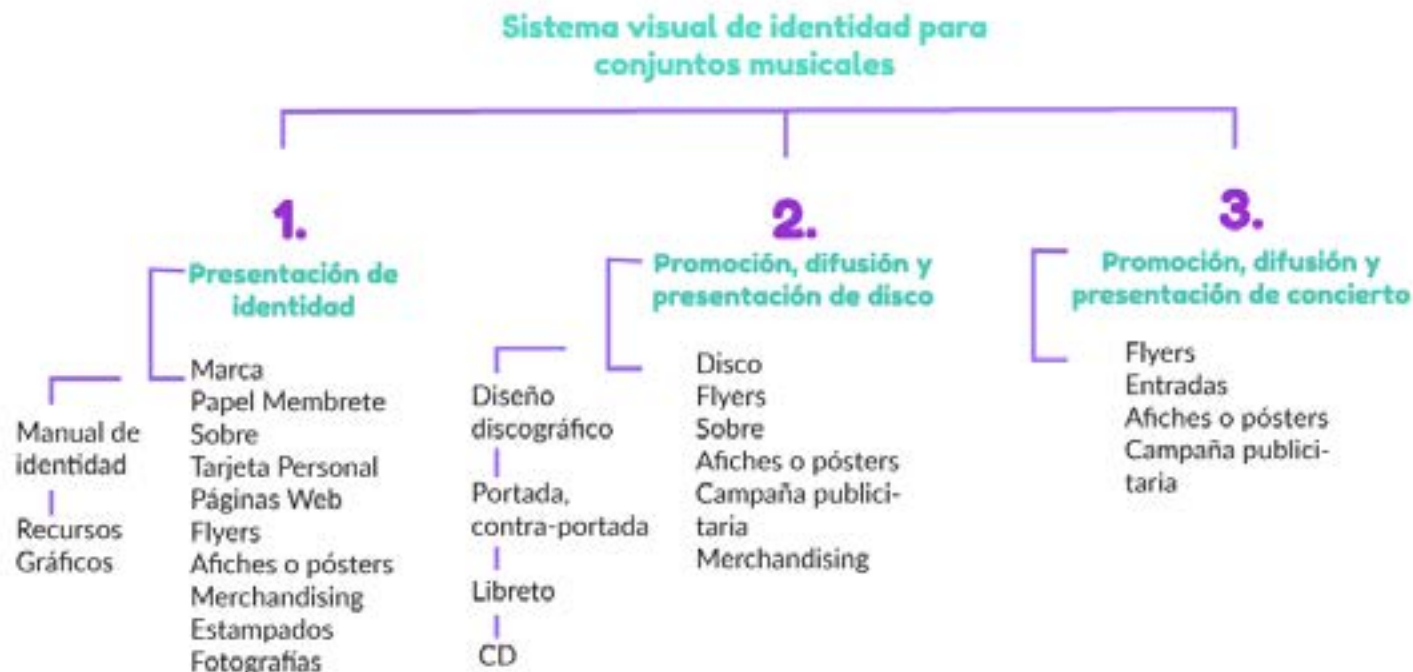 Sistema visual de identidad para
conjuntos musicales
1.
Presentación de
identidad
Marca
Papel Membrete
Sobre
Tarjeta Personal
Páginas Web
Flyers
Afiches o pósters
Merchandising
Estampados
Fotografías
Manual de
identidad
Recursos
Gráficos
2.
Promoción, difusión y
presentación de disco
Disco
Flyers
Sobre
Afiches o pósters
Campaña publici-
taria
Merchandising
Diseño
discográfico
Portada,
contra-portada
Libreto
CD
3.
Promoción, difusión y
presentación de concierto
Flyers
Entradas
Afiches o pósters
Campaña publici-
taria